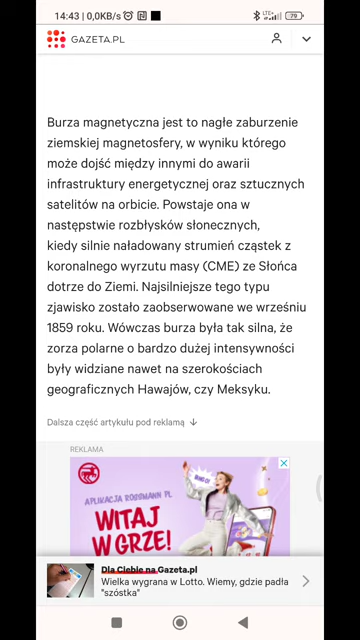 14:43 | 0,0KB/s
LTE
79
GAZETA.PL
Burza magnetyczna jest to nagłe zaburzenie
ziemskiej magnetosfery, w wyniku którego
może dojść między innymi do awarii
infrastruktury energetycznej oraz sztucznych
satelitów na orbicie. Powstaje ona w
następstwie rozbłysków słonecznych,
kiedy silnie naładowany strumień cząstek z
koronalnego wyrzutu masy (CME) ze Słońca
dotrze do Ziemi. Najsilniejsze tego typu
zjawisko zostało zaobserwowane we wrześniu
1859 roku. Wówczas burza była tak silna, że
zorza polarne o bardzo dużej intensywności
były widziane nawet na szerokościach
geograficznych Hawajów, czy Meksyku.
Dalsza część artykułu pod reklamą ↓
REKLAMA
APLIKACJA ROSSMANN PL
WITAJ
W GRZE!
Dla Ciebie na Gazeta.pl
Wielka wygrana w Lotto. Wiemy, gdzie padła
"szóstka"